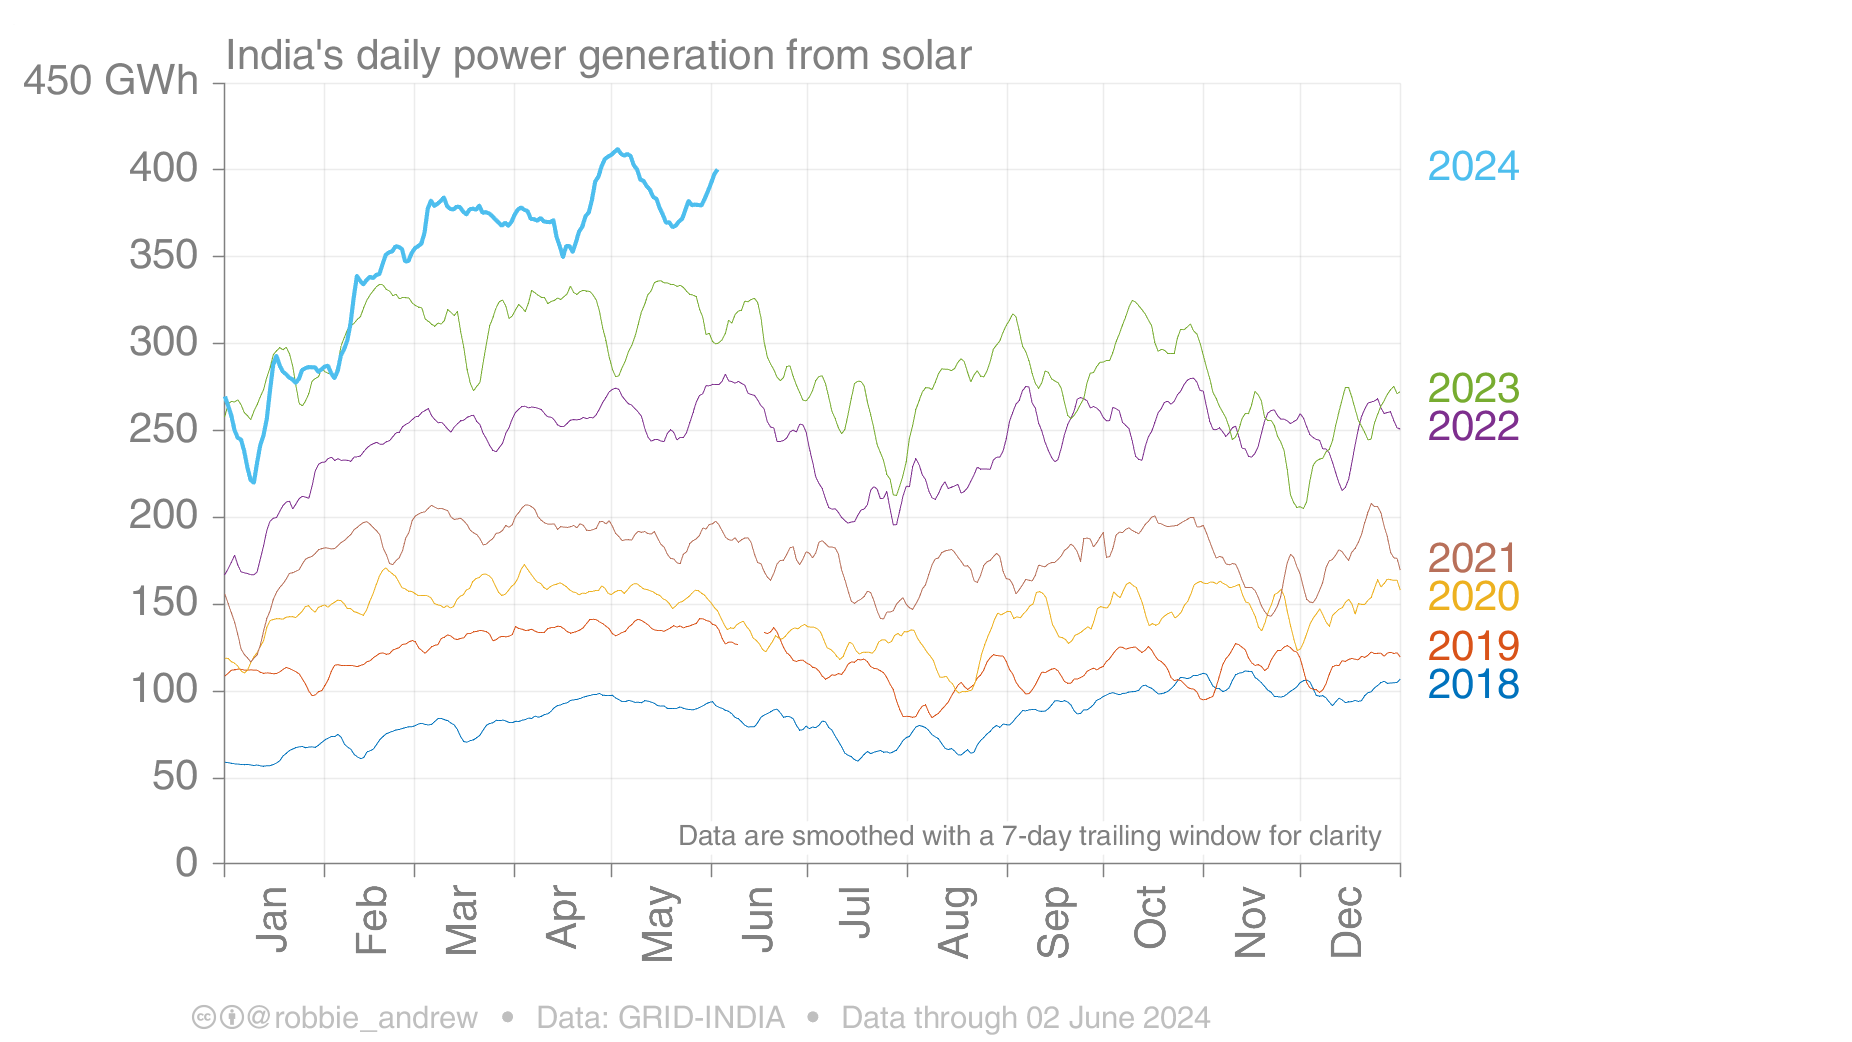 India's daily power generation from solar
450 GWh
400
350
300
250
200
150
100
50
0
2024
2023
2022
2021
2020
2019
2018
Data are smoothed with a 7-day trailing window for clarity
Jan
Feb
Mar
Apr
May
Jun
Jul
Aug
Sep
Oct
Nov
Dec
cc @robbie_andrew • Data: GRID-INDIA • Data through 02 June 2024